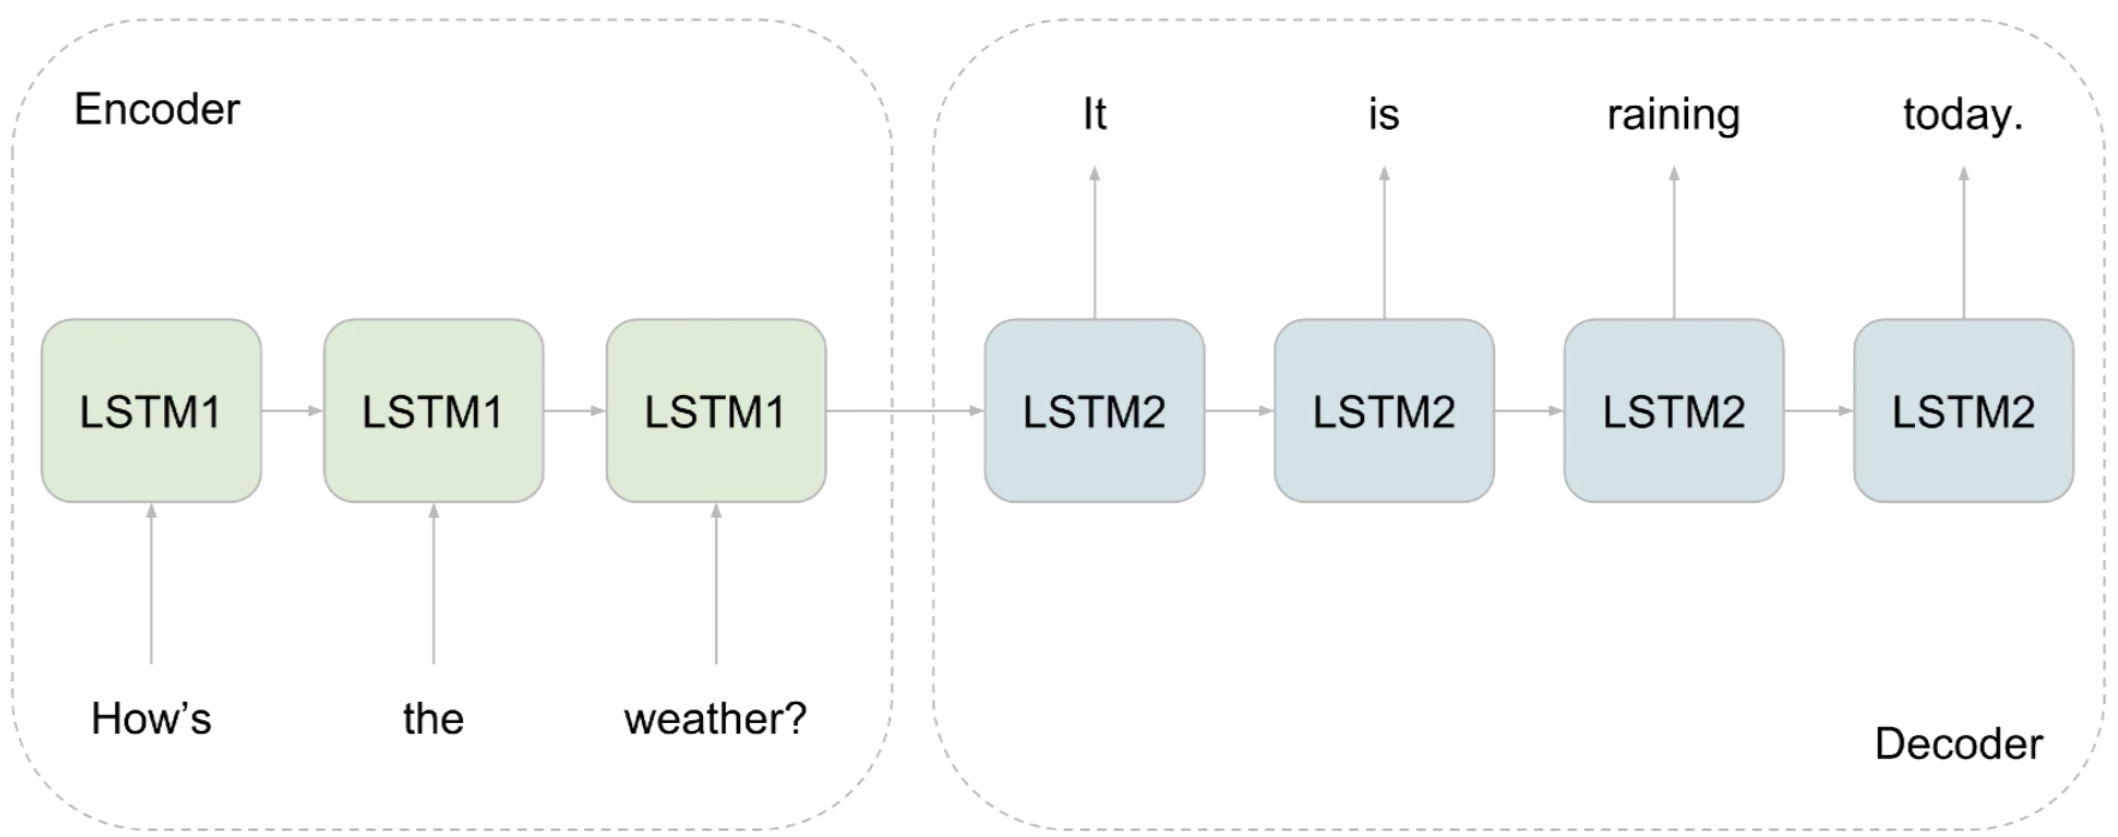 Encoder
It is raining today.
LSTM1 LSTM1 LSTM1 LSTM2 LSTM2 LSTM2 LSTM2
How’s the weather?
Decoder